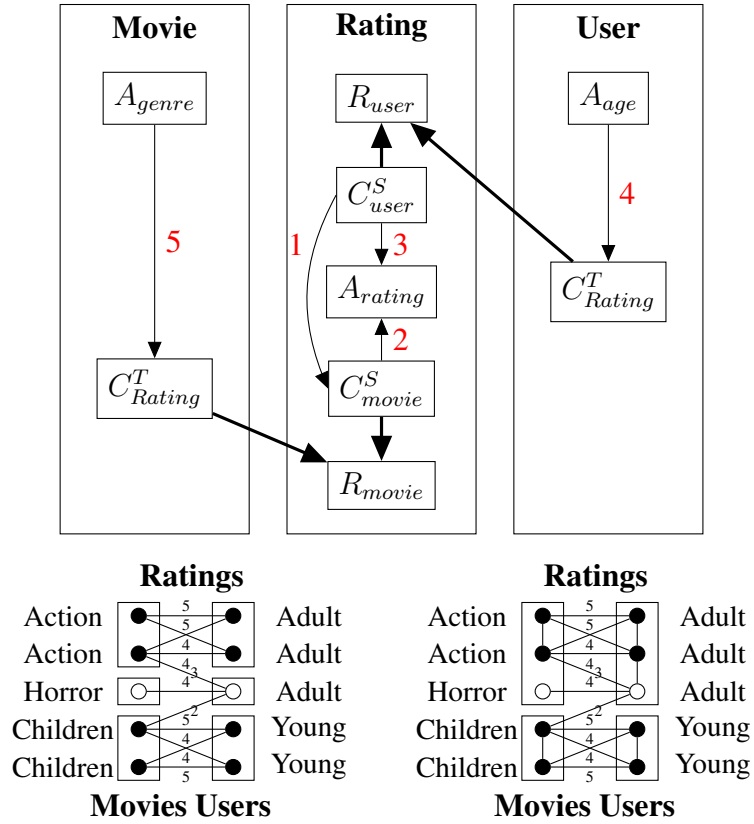 Movie Rating User
A_genre R_user A_age
C^S_user
1 3 4
5
A_rating C^T_Rating
2
C^T_Rating C^S_movie
R_movie
Ratings Ratings
Action 5 Adult Action 5 Adult
5 5
Action 4 Adult Action 4 Adult
4 3 4 3
Horror 4 Adult Horror 4 Adult
2 2
Children 5 Young Children 5 Young
4 4
Children 4 Young Children 4 Young
5 5
Movies Users Movies Users